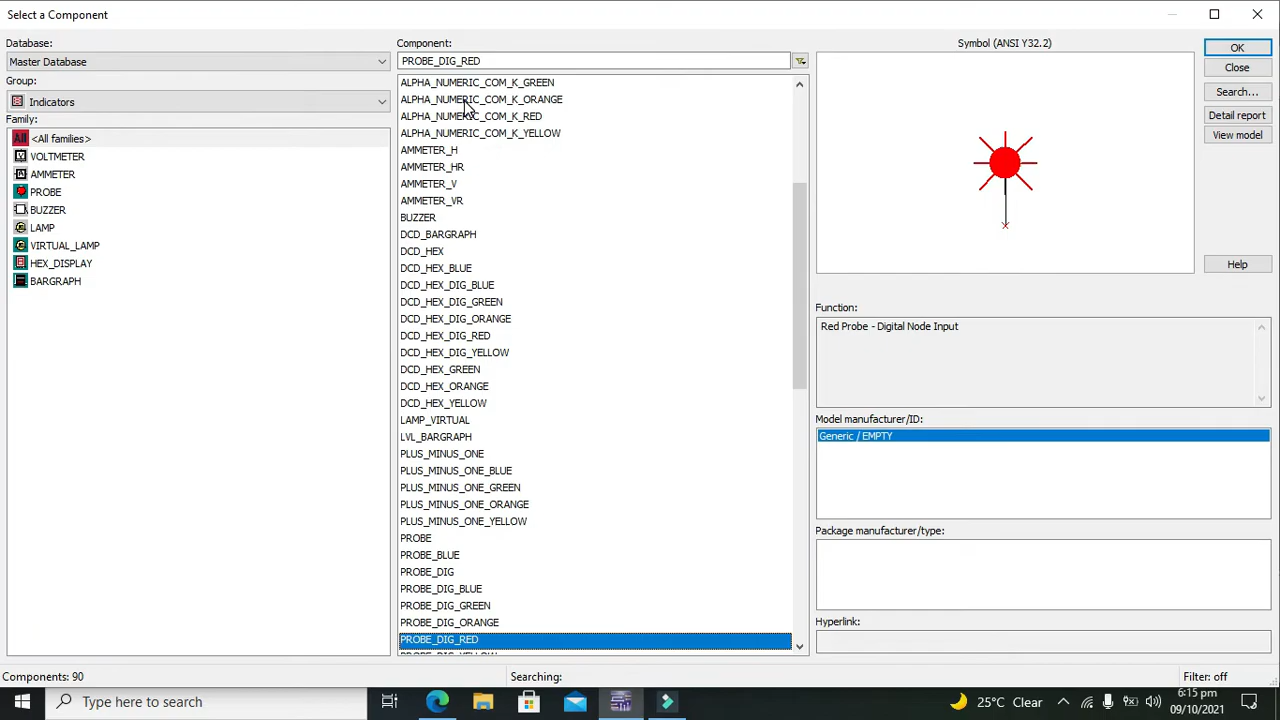 Select a Component
Database:
Master Database
Group:
Indicators
Family:
All <All families>
VOLTMETER
AMMETER
PROBE
BUZZER
LAMP
VIRTUAL_LAMP
HEX_DISPLAY
BARGRAPH
Component:
PROBE_DIG_RED
ALPHA_NUMERIC_COM_K_GREEN
ALPHA_NUMERIC_COM_K_ORANGE
ALPHA_NUMERIC_COM_K_RED
ALPHA_NUMERIC_COM_K_YELLOW
AMMETER_H
AMMETER_HR
AMMETER_V
AMMETER_VR
BUZZER
DCD_BARGRAPH
DCD_HEX
DCD_HEX_BLUE
DCD_HEX_DIG_BLUE
DCD_HEX_DIG_GREEN
DCD_HEX_DIG_ORANGE
DCD_HEX_DIG_RED
DCD_HEX_DIG_YELLOW
DCD_HEX_GREEN
DCD_HEX_ORANGE
DCD_HEX_YELLOW
LAMP_VIRTUAL
LVL_BARGRAPH
PLUS_MINUS_ONE
PLUS_MINUS_ONE_BLUE
PLUS_MINUS_ONE_GREEN
PLUS_MINUS_ONE_ORANGE
PLUS_MINUS_ONE_YELLOW
PROBE
PROBE_BLUE
PROBE_DIG
PROBE_DIG_BLUE
PROBE_DIG_GREEN
PROBE_DIG_ORANGE
PROBE_DIG_RED
Symbol (ANSI Y32.2)
Function:
Red Probe - Digital Node Input
Model manufacturer/ID:
Generic / EMPTY
Package manufacturer/type:
Hyperlink:
OK
Close
Search...
Detail report
View model
Help
Components: 90
Searching:
Filter: off
Type here to search
25°C Clear
6:15 pm
09/10/2021